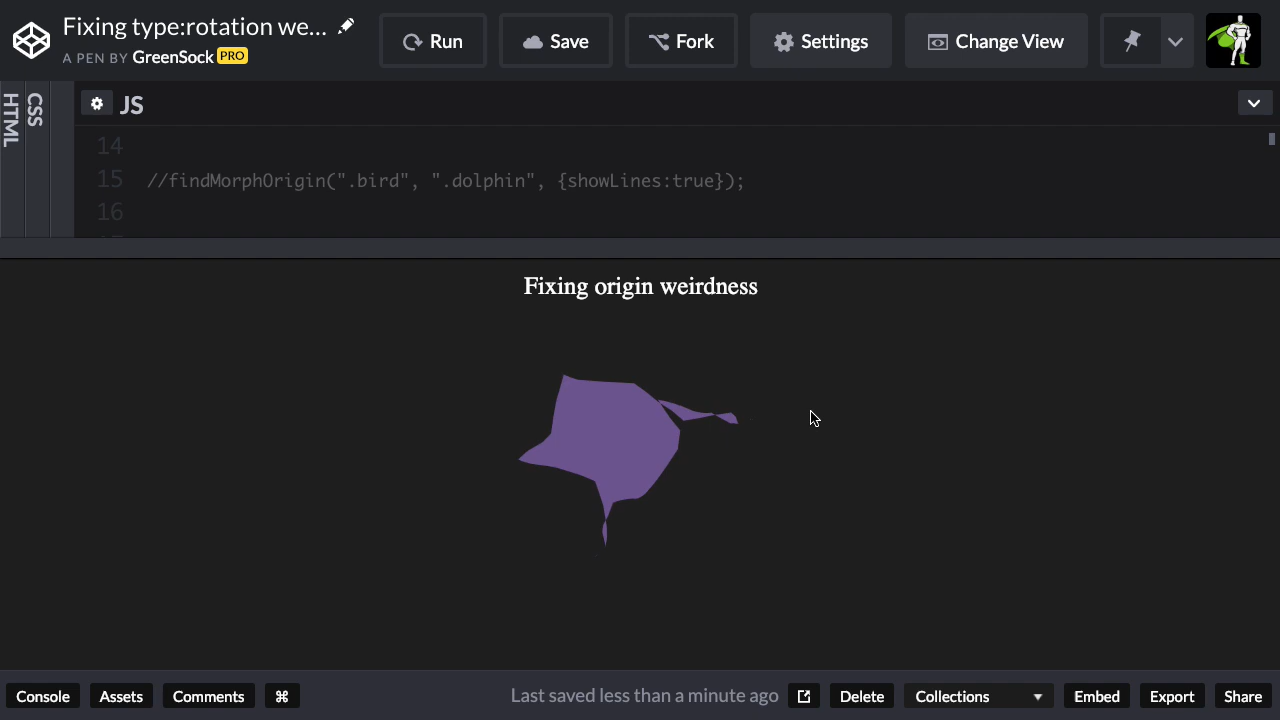 Fixing type:rotation we...
A PEN BY GreenSock PRO
Run
Save
Fork
Settings
Change View
HTML
CSS
JS
14
15 //findMorphOrigin(".bird", ".dolphin", {showLines:true});
16
Fixing origin weirdness
Console
Assets
Comments
⌘
Last saved less than a minute ago
Delete
Collections
Embed
Export
Share